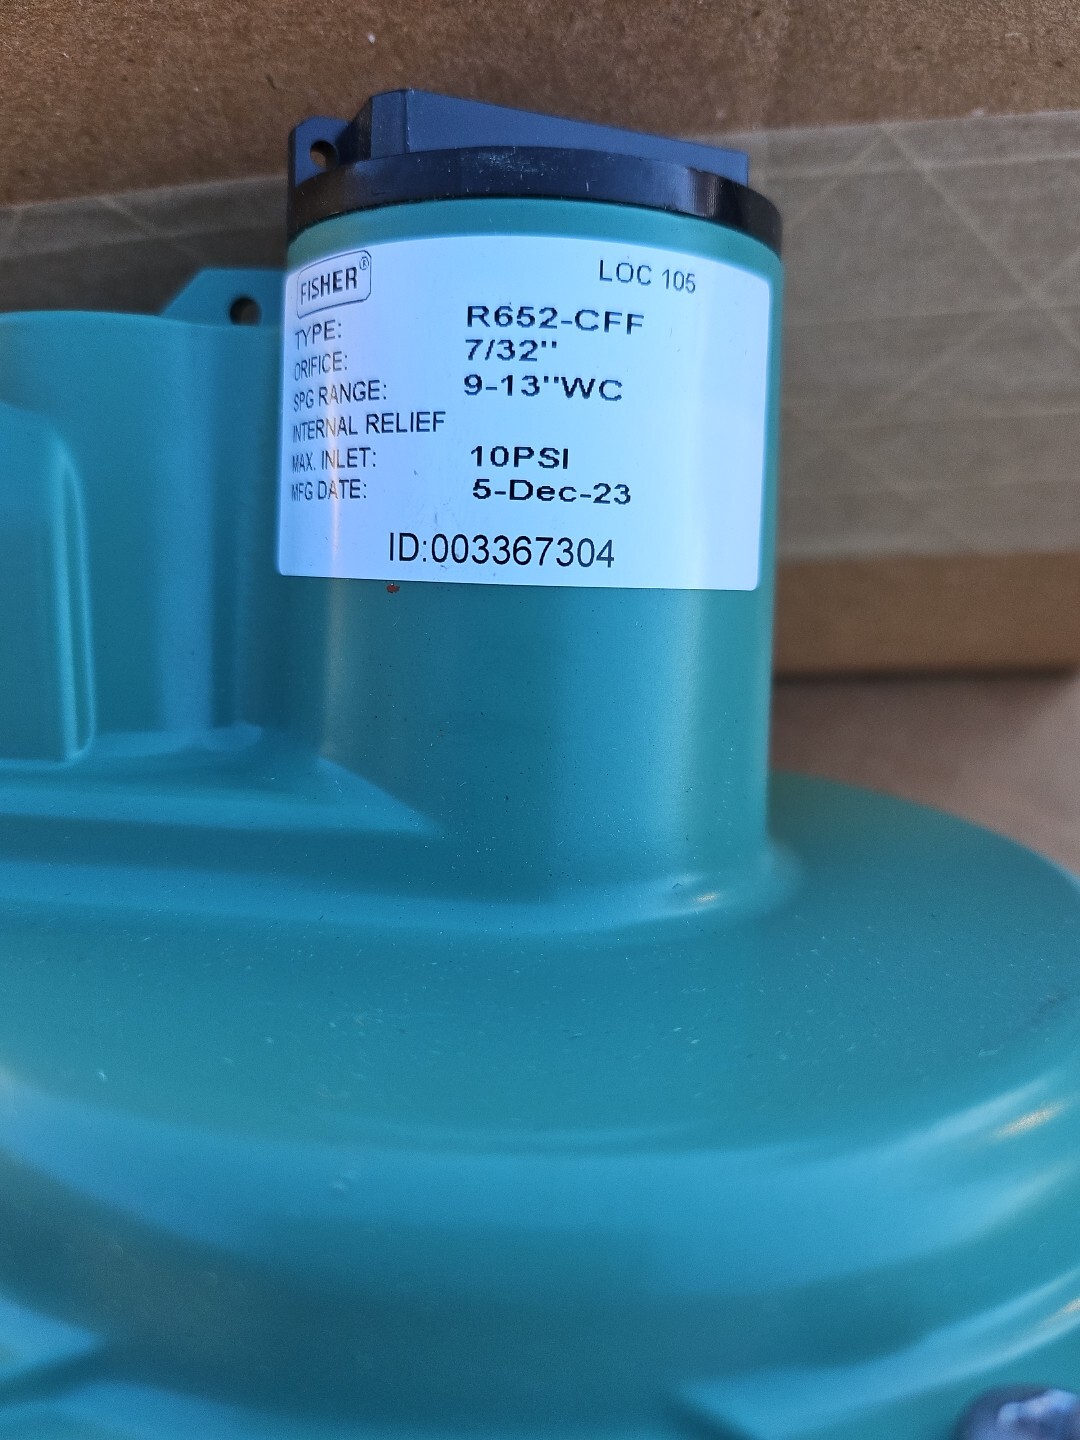 FISHER®
LOC 105
TYPE: R652-CFF
ORIFICE: 7/32"
SPG RANGE: 9-13"WC
INTERNAL RELIEF
MAX. INLET: 10PSI
MFG DATE: 5-Dec-23
ID:003367304